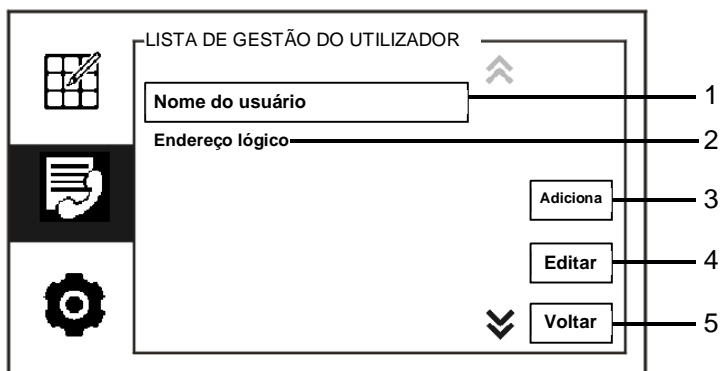 LISTA DE GESTÃO DO UTILIZADOR
Nome do usuário
1
Endereço lógico
2
Adiciona
3
Editar
4
Voltar
5